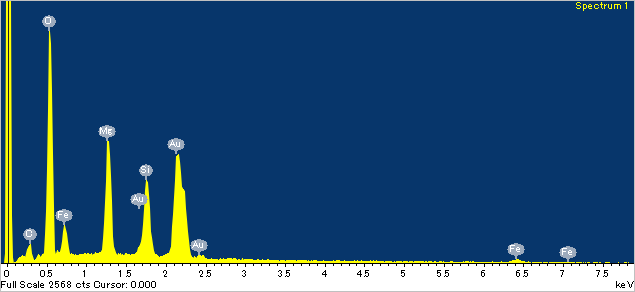 Spectrum 1
O
Mg
Au
Si
Au
Fe
Au
Fe
Fe
0 0.5 1 1.5 2 2.5 3 3.5 4 4.5 5 5.5 6 6.5 7 7.5
Full Scale 2568 cts Cursor: 0.000 keV